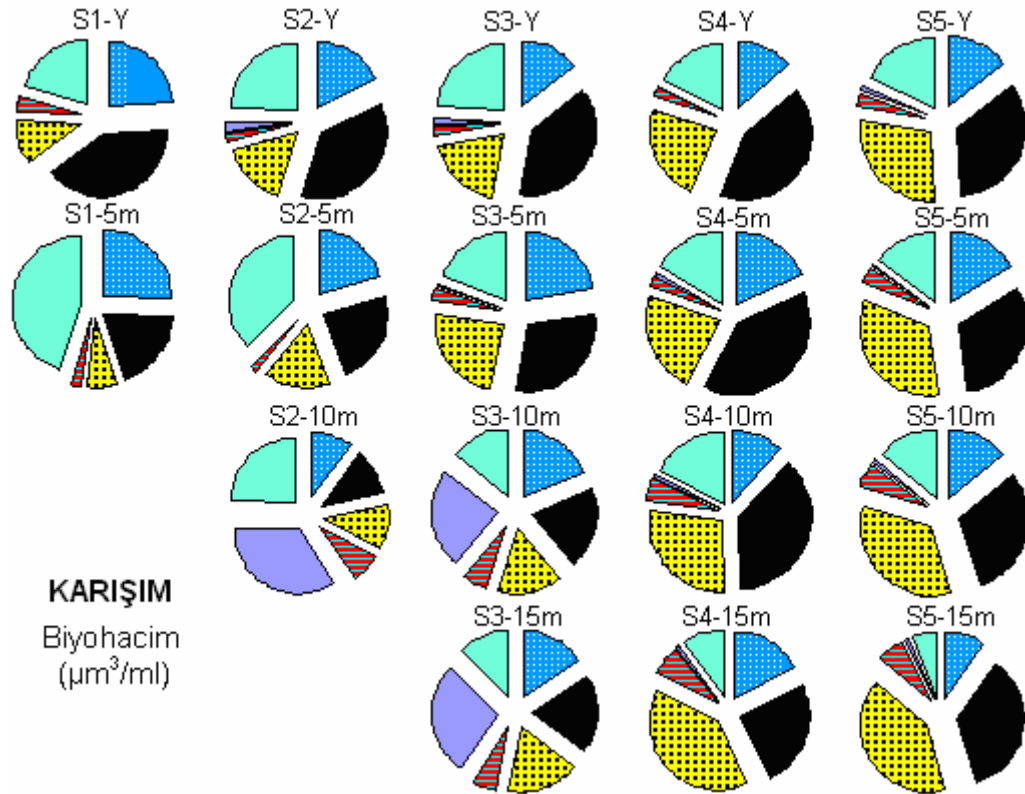 S1-Y S2-Y S3-Y S4-Y S5-Y
S1-5m S2-5m S3-5m S4-5m S5-5m
S2-10m S3-10m S4-10m S5-10m
KARIŞIM
Biyohacim
(µm³/ml)
S3-15m S4-15m S5-15m